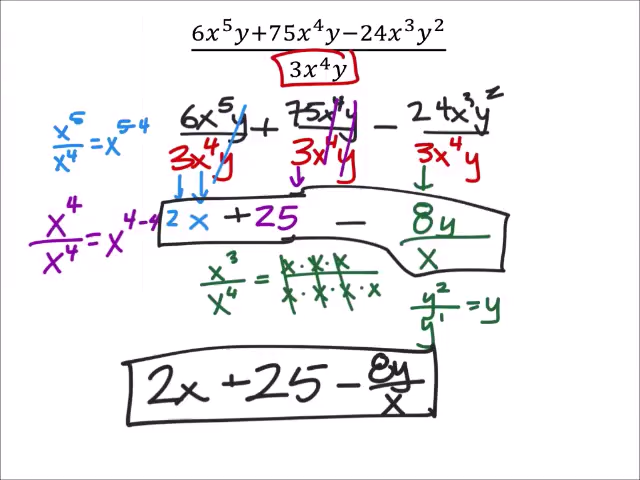 6x⁵y+75x⁴y−24x³y²
3x⁴y
6x⁵y + 75x⁴y − 24x³y²
3x⁴y 3x⁴y 3x⁴y
x⁵/x⁴ = x⁵⁻⁴
2x +25 − 8y/x
x⁴/x⁴ = x⁴⁻⁴
x³/x⁴ = x·x·x/x·x·x·x
y²/y¹ = y
2x +25 − 8y/x